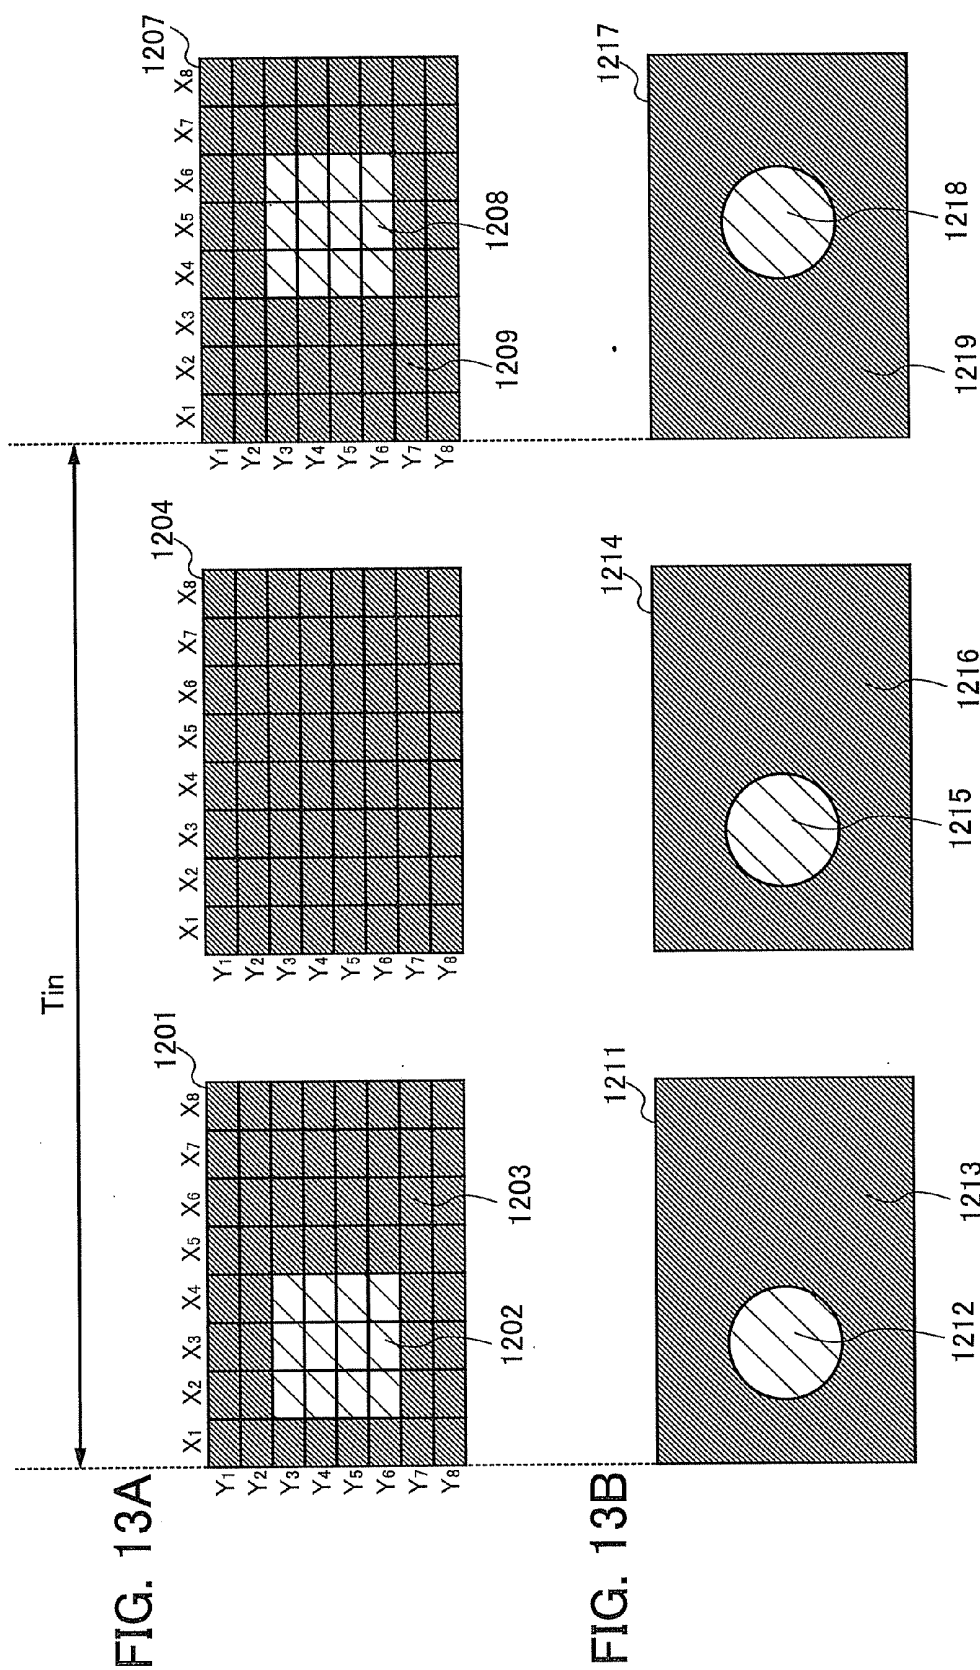 FIG. 13A
Tin
1201
X1 X2 X3 X4 X5 X6 X7 X8
Y1
Y2
Y3
Y4
Y5
Y6
Y7
Y8
1202
1203
1204
X1 X2 X3 X4 X5 X6 X7 X8
Y1
Y2
Y3
Y4
Y5
Y6
Y7
Y8
1207
X1 X2 X3 X4 X5 X6 X7 X8
Y1
Y2
Y3
Y4
Y5
Y6
Y7
Y8
1209
1208
FIG. 13B
1211
1212
1213
1214
1215
1216
1217
1219
1218